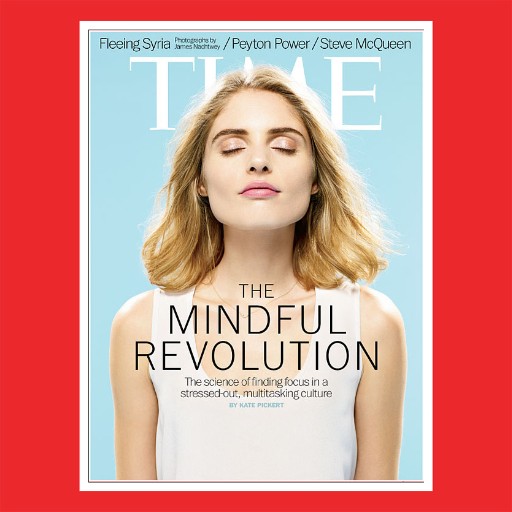 Fleeing Syria Photographs by James Nachtwey / Peyton Power / Steve McQueen
TIME
THE
MINDFUL
REVOLUTION
The science of finding focus in a
stressed-out, multitasking culture
BY KATE PICKERT